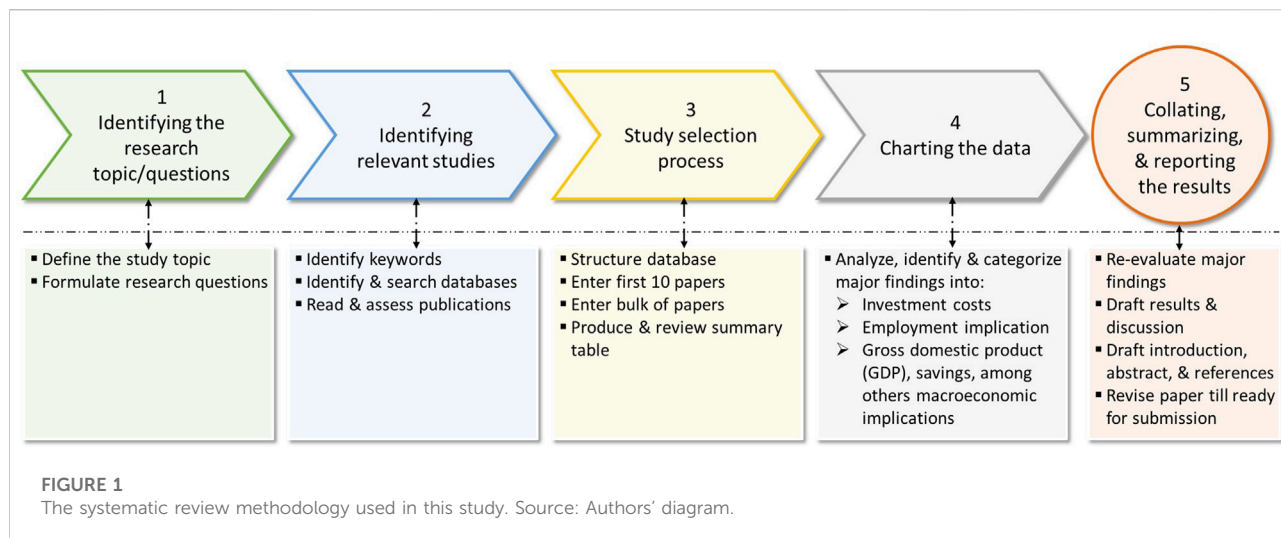 1
Identifying the
research
topic/questions
2
Identifying
relevant studies
3
Study selection
process
4
Charting the data
5
Collating,
summarizing,
& reporting
the results
▪ Define the study topic
▪ Formulate research questions
▪ Identify keywords
▪ Identify & search databases
▪ Read & assess publications
▪ Structure database
▪ Enter first 10 papers
▪ Enter bulk of papers
▪ Produce & review summary
table
▪ Analyze, identify & categorize
major findings into:
➢ Investment costs
➢ Employment implication
➢ Gross domestic product
(GDP), savings, among
others macroeconomic
implications
▪ Re-evaluate major
findings
▪ Draft results &
discussion
▪ Draft introduction,
abstract, & references
▪ Revise paper till ready
for submission
FIGURE 1
The systematic review methodology used in this study. Source: Authors' diagram.